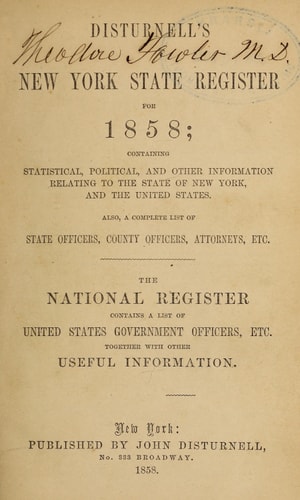 DISTURNELL'S
Theodore Fowler M.D.
NEW YORK STATE REGISTER
FOR
1858;
CONTAINING
STATISTICAL, POLITICAL, AND OTHER INFORMATION
RELATING TO THE STATE OF NEW YORK,
AND THE UNITED STATES.
ALSO, A COMPLETE LIST OF
STATE OFFICERS, COUNTY OFFICERS, ATTORNEYS, ETC.
THE
NATIONAL REGISTER
CONTAINS A LIST OF
UNITED STATES GOVERNMENT OFFICERS, ETC.
TOGETHER WITH OTHER
USEFUL INFORMATION.
New York:
PUBLISHED BY JOHN DISTURNELL,
No. 333 BROADWAY.
1858.